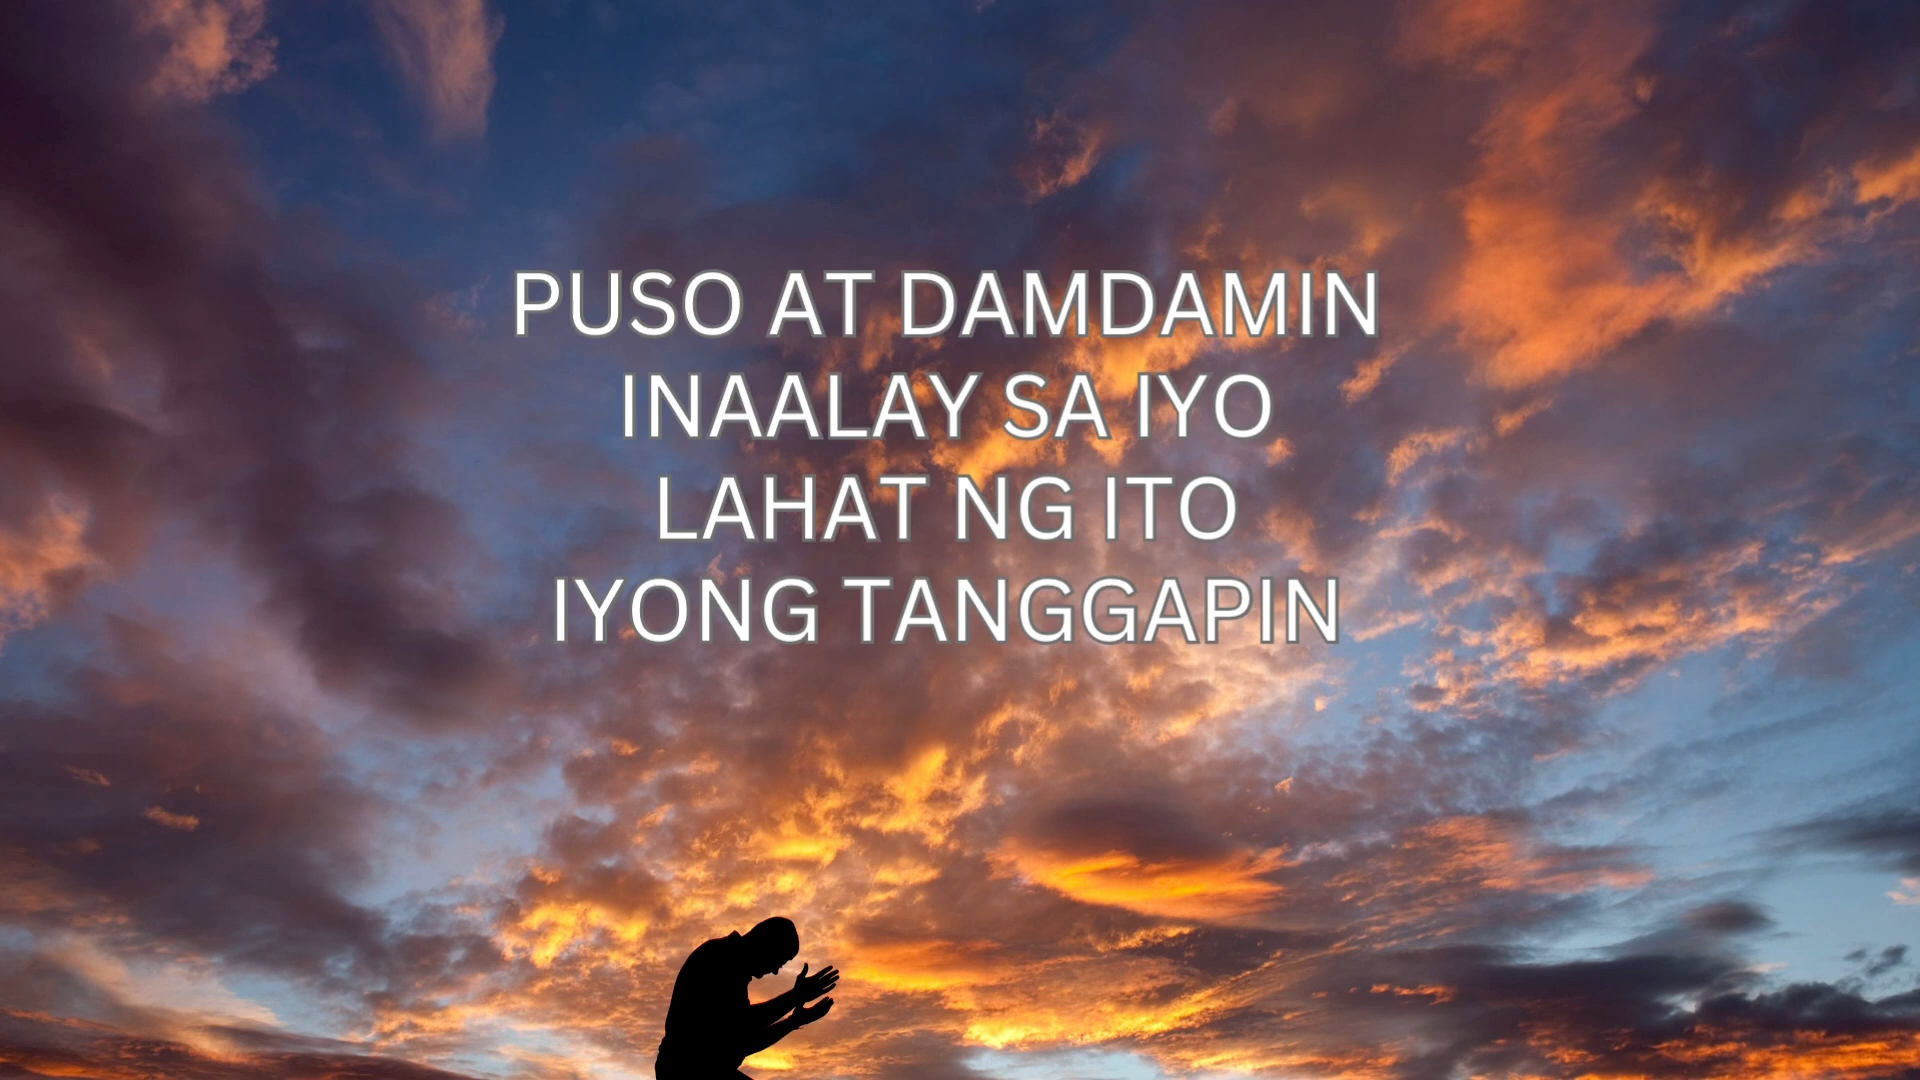 PUSO AT DAMDAMIN
INAALAY SA IYO
LAHAT NG ITO
IYONG TANGGAPIN